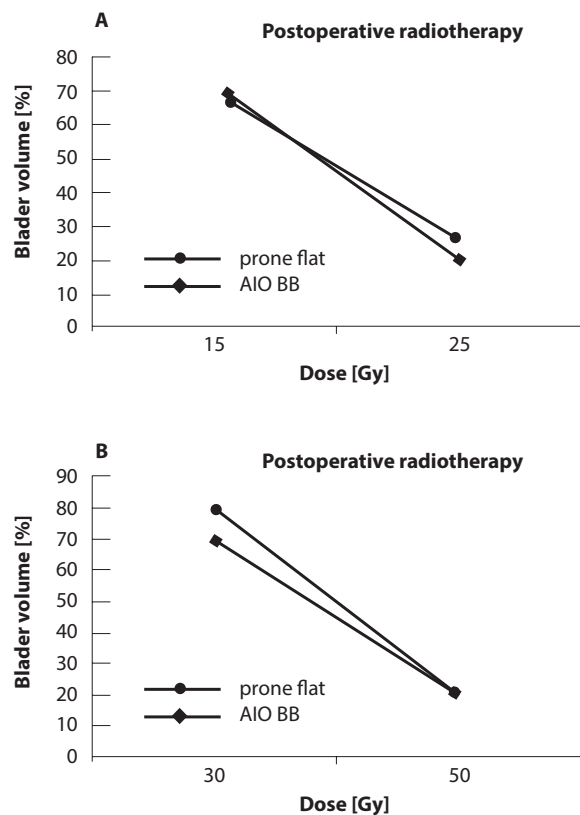 A
Postoperative radiotherapy
Blader volume [%]
80
70
60
50
40
30
20
10
0
prone flat
AIO BB
15 25
Dose [Gy]
B
Postoperative radiotherapy
Blader volume [%]
90
80
70
60
50
40
30
20
10
0
prone flat
AIO BB
30 50
Dose [Gy]